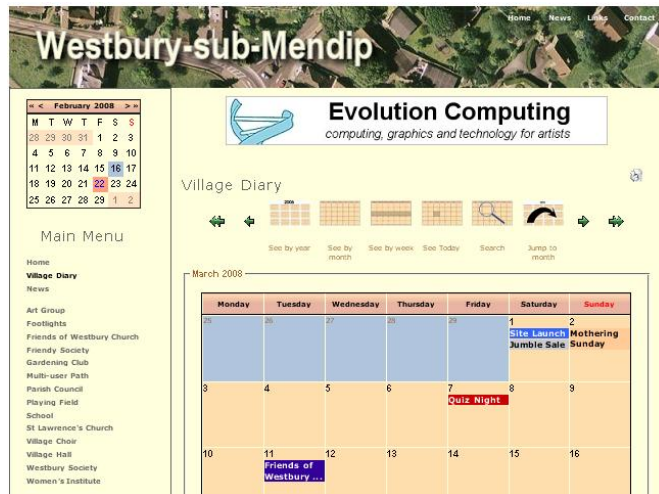 Home News Links Contact
Westbury-sub-Mendip
« < February 2008 > »
M T W T F S S
28 29 30 31 1 2 3
4 5 6 7 8 9 10
11 12 13 14 15 16 17
18 19 20 21 22 23 24
25 26 27 28 29 1 2
Evolution Computing
computing, graphics and technology for artists
Village Diary
2008
See by year See by month See by week See Today Search Jump to month
Main Menu
Home
Village Diary
News
Art Group
Footlights
Friends of Westbury Church
Friendy Society
Gardening Club
Multi-user Path
Parish Council
Playing Field
School
St Lawrence's Church
Village Choir
Village Hall
Westbury Society
Women's Institute
March 2008
Monday Tuesday Wednesday Thursday Friday Saturday Sunday
25 26 27 28 29 1 2
Site Launch Mothering
Jumble Sale Sunday
3 4 5 6 7 8 9
Quiz Night
10 11 12 13 14 15 16
Friends of
Westbury ...